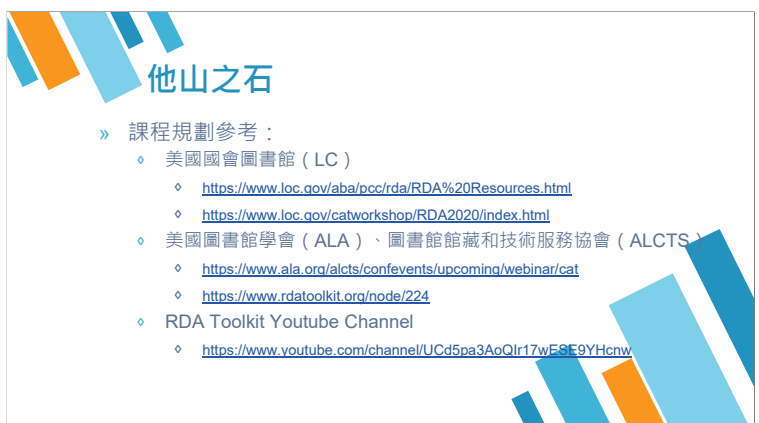 他山之石
» 課程規劃參考：
美國國會圖書館（LC）
https://www.loc.gov/aba/pcc/rda/RDA%20Resources.html
https://www.loc.gov/catworkshop/RDA2020/index.html
美國圖書館學會（ALA）、圖書館館藏和技術服務協會（ALCTS）
https://www.ala.org/alcts/confevents/upcoming/webinar/cat
https://www.rdatoolkit.org/node/224
RDA Toolkit Youtube Channel
https://www.youtube.com/channel/UCd5pa3AoQIr17wESE9YHcnw